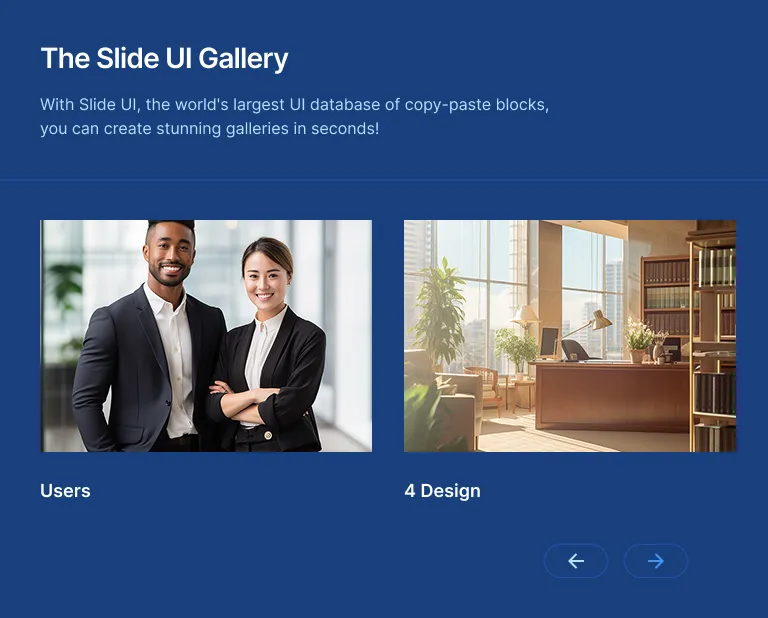 The Slide UI Gallery
With Slide UI, the world's largest UI database of copy-paste blocks,
you can create stunning galleries in seconds!
Users
4 Design